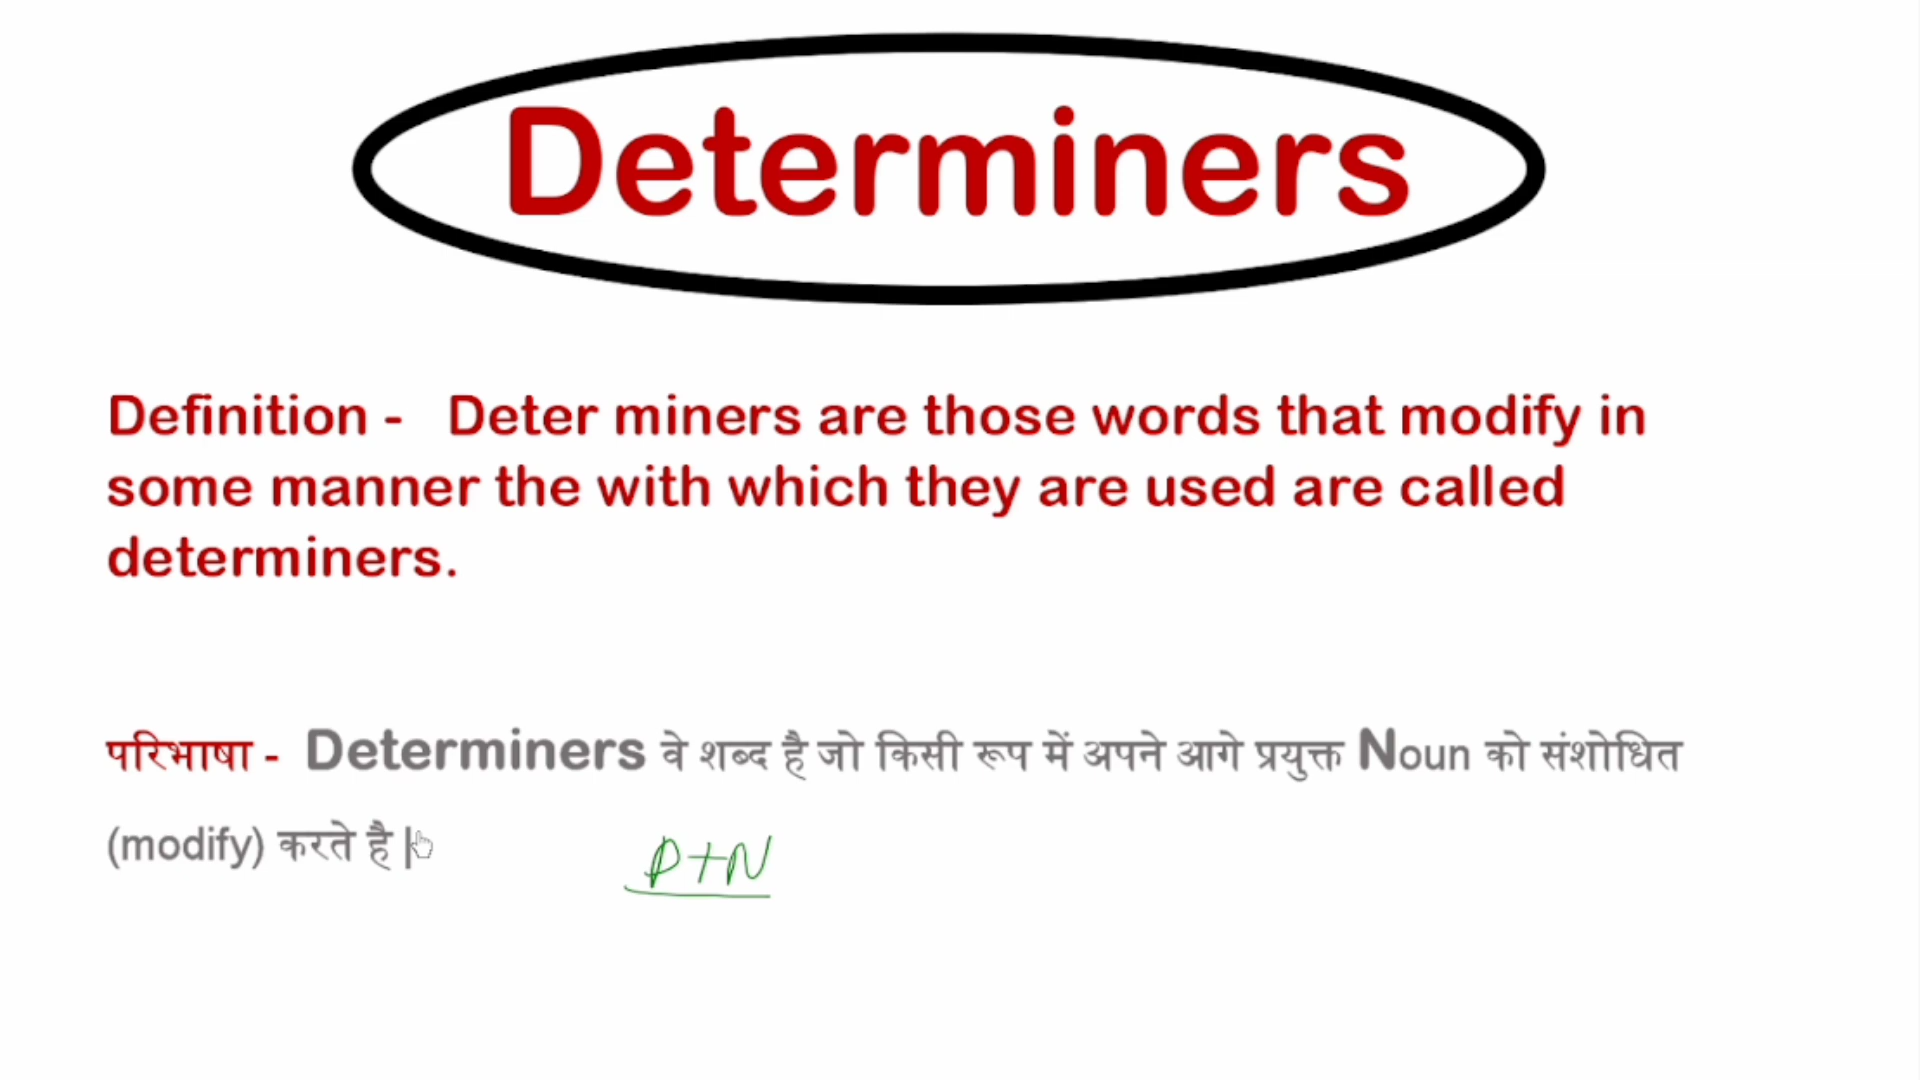 Determiners
Definition - Deter miners are those words that modify in
some manner the with which they are used are called
determiners.
परिभाषा - Determiners वे शब्द है जो किसी रूप में अपने आगे प्रयुक्त Noun को संशोधित
(modify) करते है |
D+N